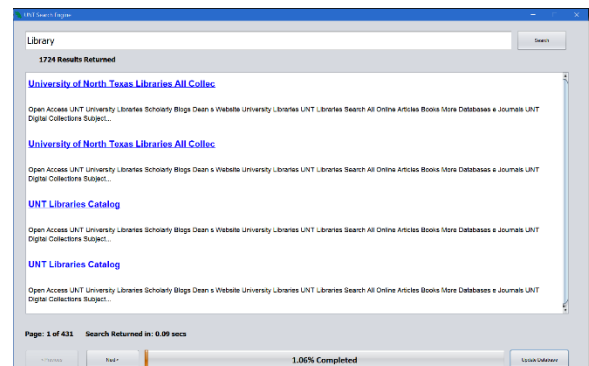 UNT Search Engine
Library
Search
1724 Results Returned
University of North Texas Libraries All Collec
Open Access UNT University Libraries Scholarly Blogs Dean s Website University Libraries UNT Libraries Search All Online Articles Books More Databases e Journals UNT
Digital Collections Subject...
University of North Texas Libraries All Collec
Open Access UNT University Libraries Scholarly Blogs Dean s Website University Libraries UNT Libraries Search All Online Articles Books More Databases e Journals UNT
Digital Collections Subject...
UNT Libraries Catalog
Open Access UNT University Libraries Scholarly Blogs Dean s Website University Libraries UNT Libraries Search All Online Articles Books More Databases e Journals UNT
Digital Collections Subject...
UNT Libraries Catalog
Open Access UNT University Libraries Scholarly Blogs Dean s Website University Libraries UNT Libraries Search All Online Articles Books More Databases e Journals UNT
Digital Collections Subject...
Page: 1 of 431 Search Returned in: 0.09 secs
< Previous Next > 1.06% Completed Update Database